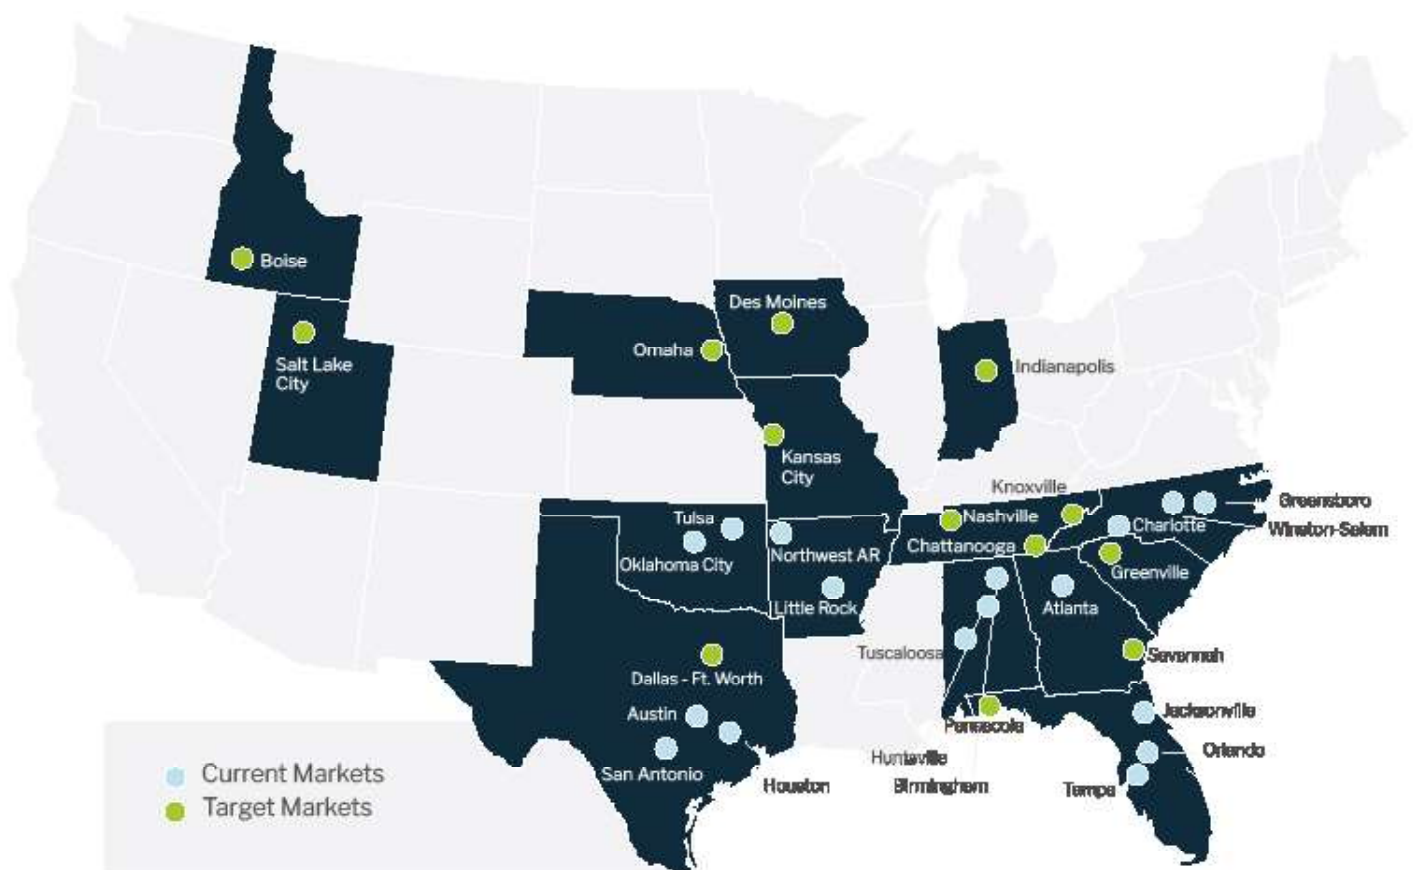 Boise
Salt Lake
City
Des Moines
Omaha
Indianapolis
Kansas
City
Knoxville
Nashville
Chattanooga
Greensboro
Winston-Salem
Charlotte
Greenville
Tulsa
Oklahoma City
Northwest AR
Little Rock
Atlanta
Tuscaloosa
Savannah
Dallas - Ft. Worth
Austin
San Antonio
Houston
Pensacola
Huntsville
Birmingham
Jacksonville
Orlando
Tampa
Current Markets
Target Markets